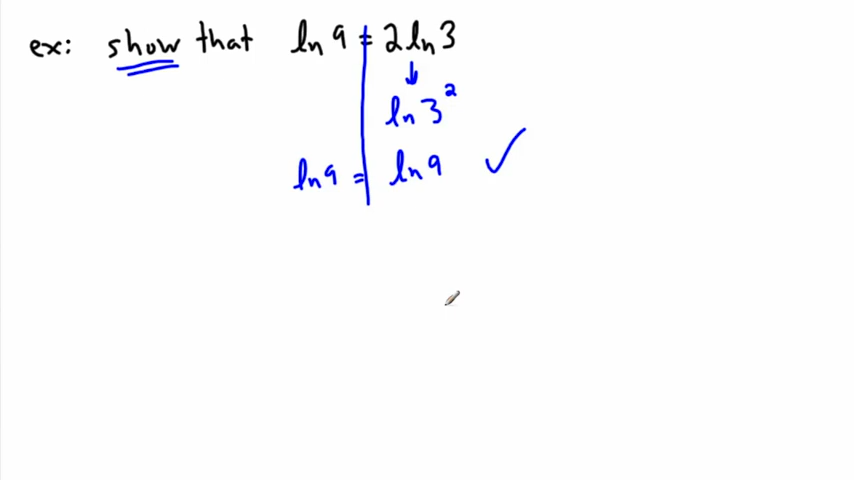 ex: show that ln 9 = 2 ln 3
↓
ln 3²
ln 9 = ln 9 ✓